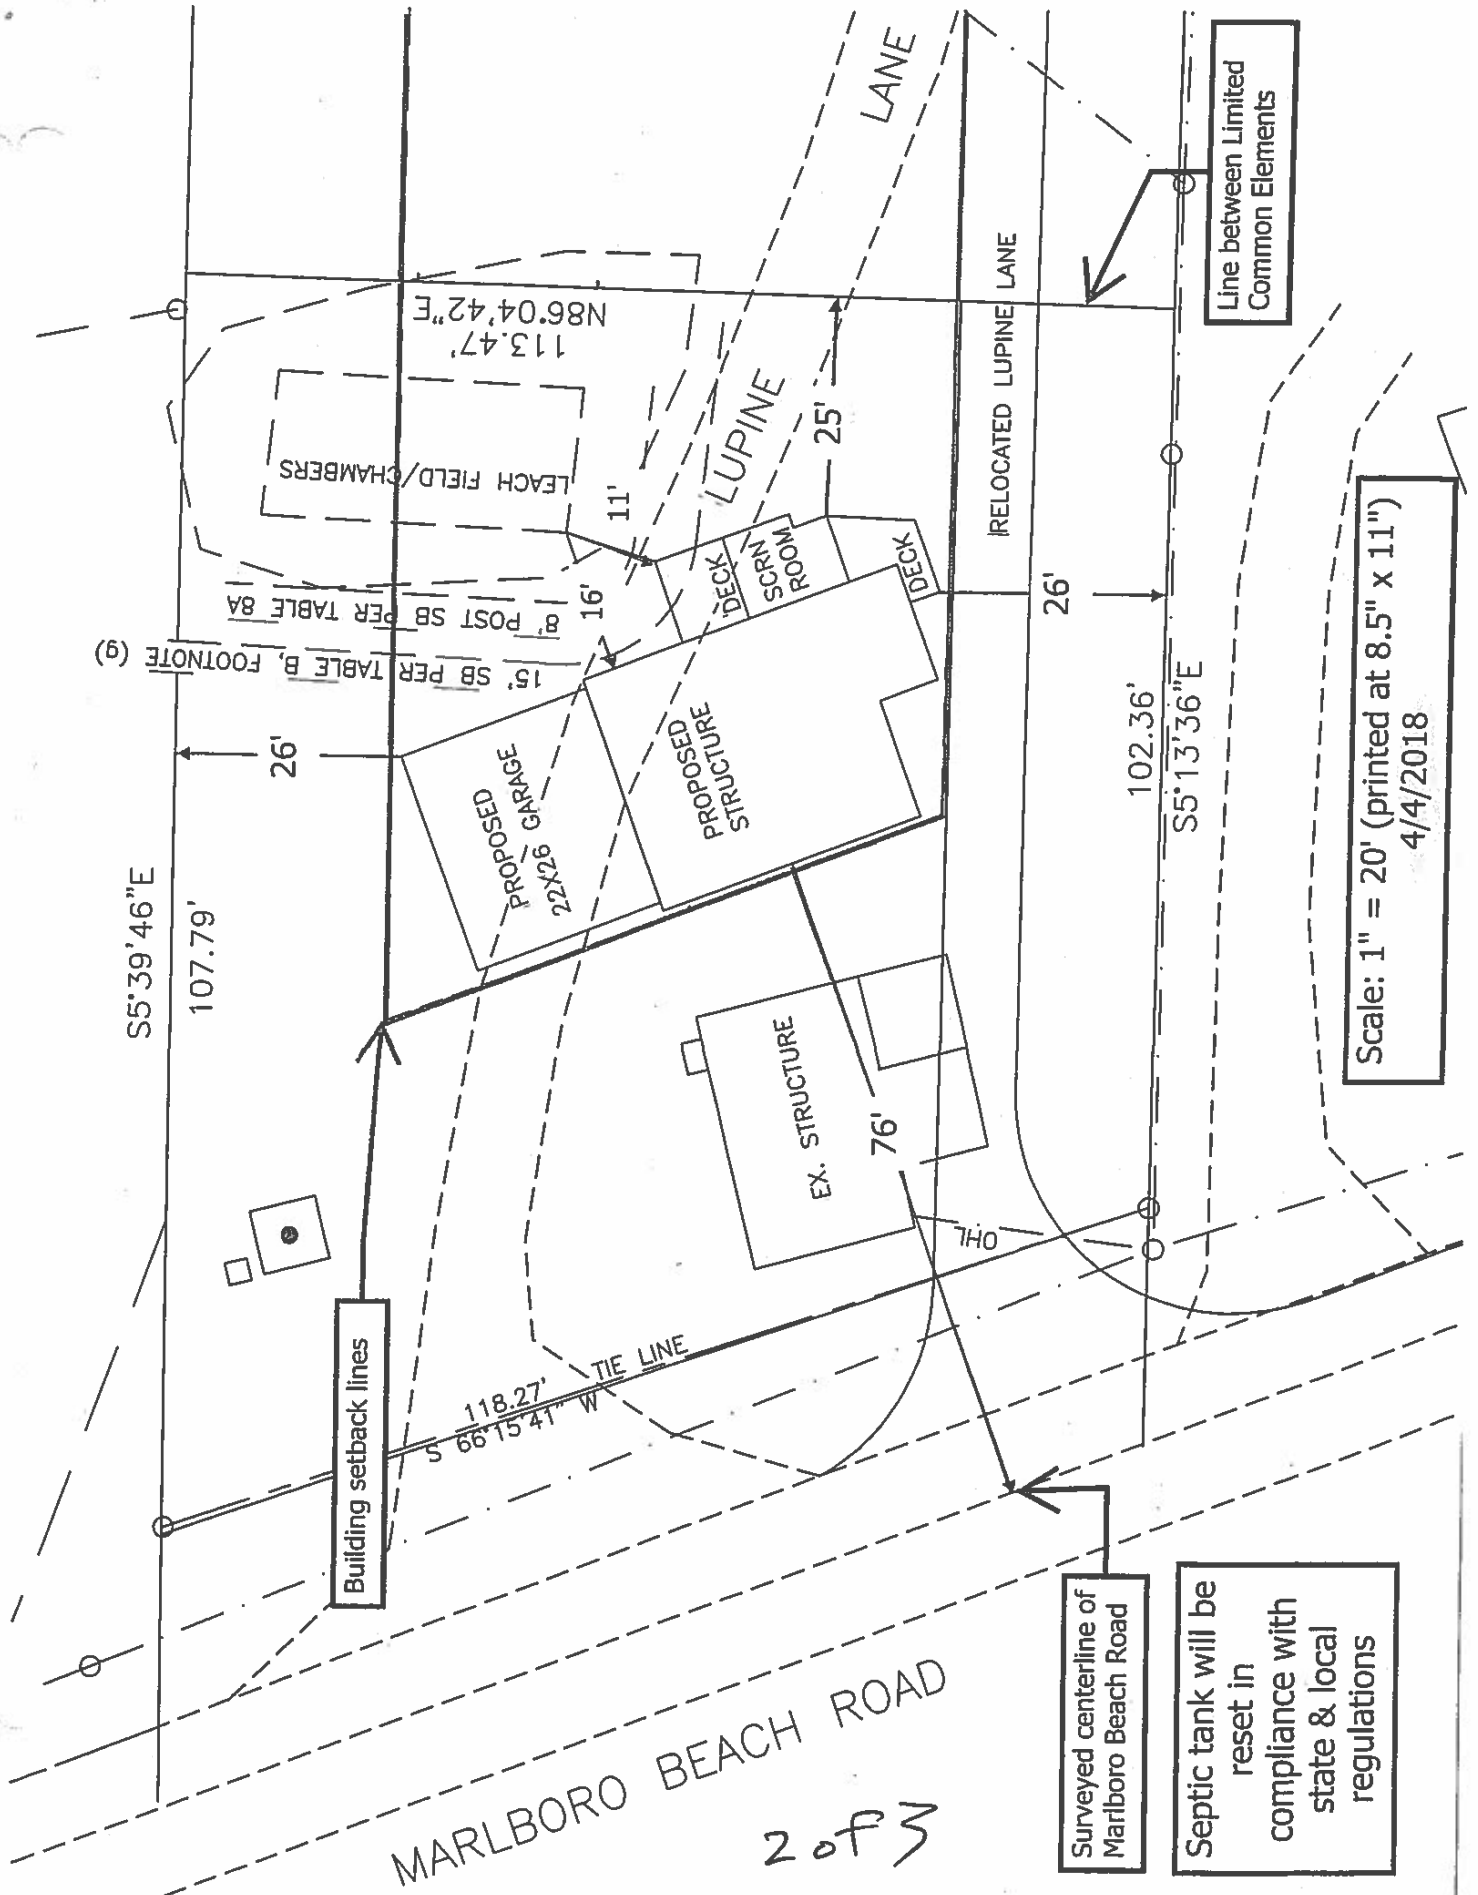 LANE
Line between Limited
Common Elements
N86°04'42"E
113.47'
LEACH FIELD/CHAMBERS
RELOCATED LUPINE LANE
LUPINE
25'
11'
16'
8' POST SB PER TABLE 8A
15' SB PER TABLE B, FOOTNOTE (g)
DECK
SCRN
ROOM
DECK
26'
26'
PROPOSED
22X26 GARAGE
PROPOSED
STRUCTURE
102.36'
S5°13'36"E
S5°39'46"E
107.79'
Scale: 1" = 20' (printed at 8.5" x 11")
4/4/2018
EX. STRUCTURE
76'
OHL
Building setback lines
TIE LINE
118.27'
S 66°15'41" W
MARLBORO BEACH ROAD
Surveyed centerline of
Marlboro Beach Road
Septic tank will be
reset in
compliance with
state & local
regulations
2 of 3